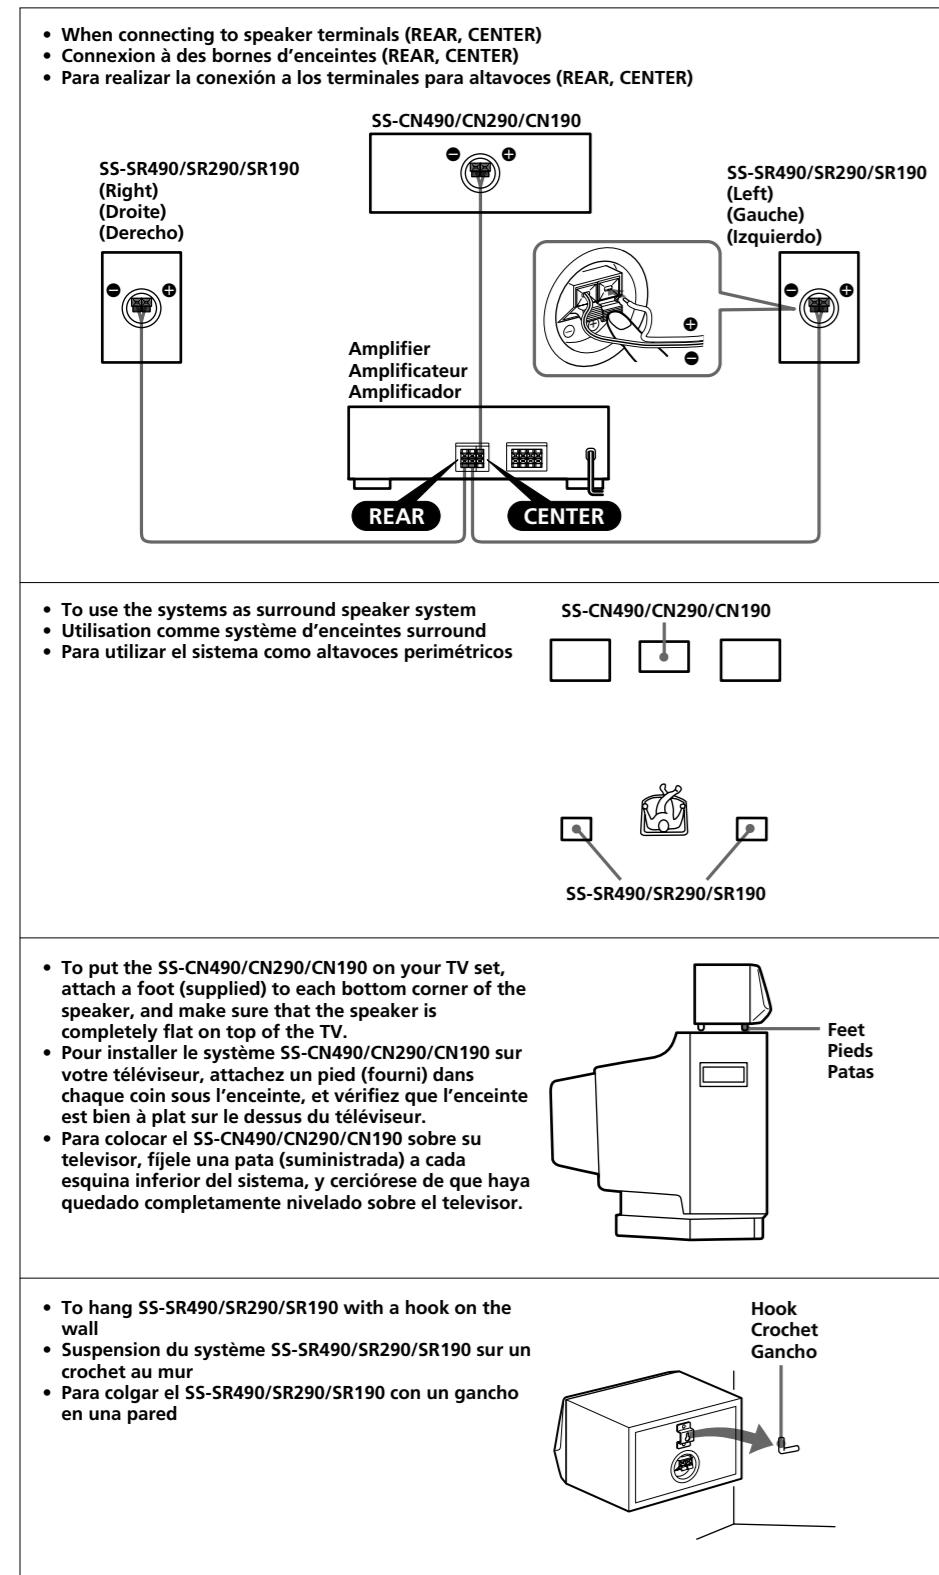 • When connecting to speaker terminals (REAR, CENTER)
• Connexion à des bornes d’enceintes (REAR, CENTER)
• Para realizar la conexión a los terminales para altavoces (REAR, CENTER)
SS-CN490/CN290/CN190
SS-SR490/SR290/SR190
(Right)
(Droite)
(Derecho)
SS-SR490/SR290/SR190
(Left)
(Gauche)
(Izquierdo)
Amplifier
Amplificateur
Amplificador
REAR
CENTER
• To use the systems as surround speaker system
• Utilisation comme système d’enceintes surround
• Para utilizar el sistema como altavoces perimétricos
SS-CN490/CN290/CN190
SS-SR490/SR290/SR190
• To put the SS-CN490/CN290/CN190 on your TV set,
attach a foot (supplied) to each bottom corner of the
speaker, and make sure that the speaker is
completely flat on top of the TV.
• Pour installer le système SS-CN490/CN290/CN190 sur
votre téléviseur, attachez un pied (fourni) dans
chaque coin sous l’enceinte, et vérifiez que l’enceinte
est bien à plat sur le dessus du téléviseur.
• Para colocar el SS-CN490/CN290/CN190 sobre su
televisor, fíjele una pata (suministrada) a cada
esquina inferior del sistema, y cerciórese de que haya
quedado completamente nivelado sobre el televisor.
Feet
Pieds
Patas
• To hang SS-SR490/SR290/SR190 with a hook on the
wall
• Suspension du système SS-SR490/SR290/SR190 sur un
crochet au mur
• Para colgar el SS-SR490/SR290/SR190 con un gancho
en una pared
Hook
Crochet
Gancho